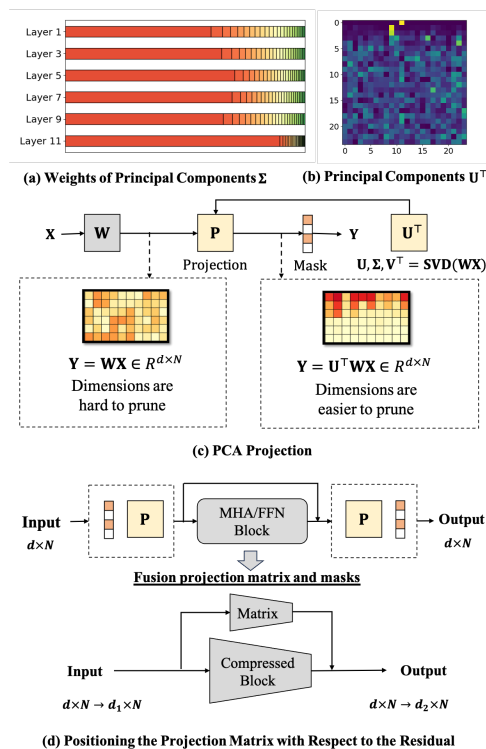 Layer 1
Layer 3
Layer 5
Layer 7
Layer 9
Layer 11
0
5
10
15
20
0 5 10 15 20
(a) Weights of Principal Components Σ
(b) Principal Components U⊤
X
W
P
Y
U⊤
Projection
Mask
U, Σ, V⊤ = SVD(WX)
Y = WX ∈ R^{d×N}
Dimensions are
hard to prune
Y = U⊤WX ∈ R^{d×N}
Dimensions are
easier to prune
(c) PCA Projection
Input
d×N
P
MHA/FFN
Block
P
Output
d×N
Fusion projection matrix and masks
Matrix
Input
Compressed
Block
Output
d×N → d₁×N
d×N → d₂×N
(d) Positioning the Projection Matrix with Respect to the Residual